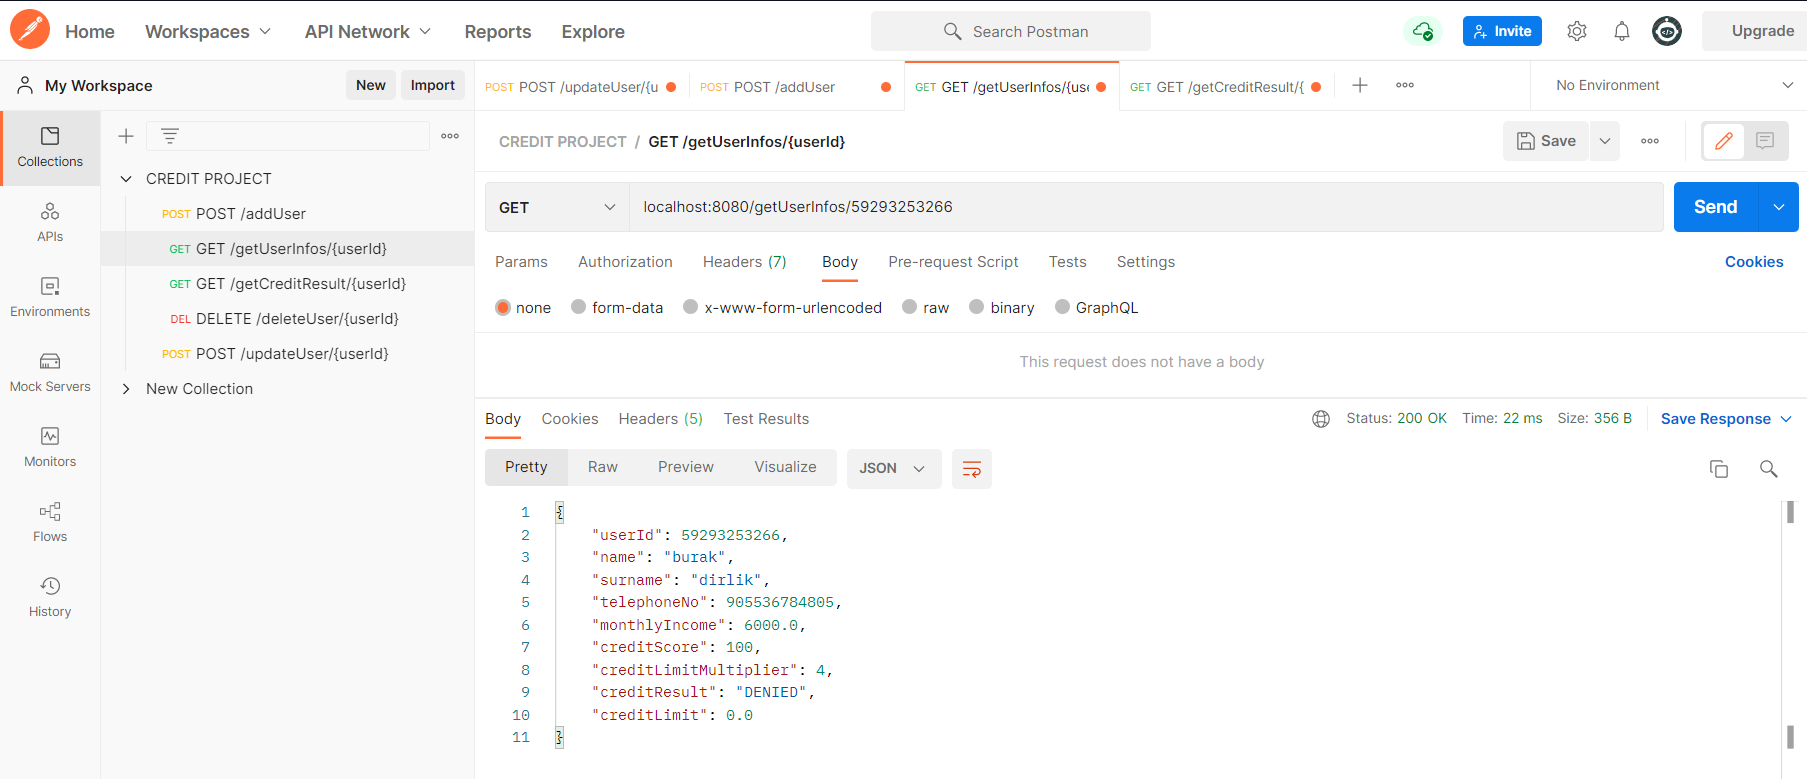 Home Workspaces API Network Reports Explore Search Postman Invite Upgrade
My Workspace New Import
POST POST /updateUser/{u POST POST /addUser GET GET /getUserInfos/{use GET GET /getCreditResult/{ No Environment
Collections
APIs
Environments
Mock Servers
Monitors
Flows
History
CREDIT PROJECT
POST POST /addUser
GET GET /getUserInfos/{userId}
GET GET /getCreditResult/{userId}
DEL DELETE /deleteUser/{userId}
POST POST /updateUser/{userId}
New Collection
CREDIT PROJECT / GET /getUserInfos/{userId} Save
GET localhost:8080/getUserInfos/59293253266 Send
Params Authorization Headers (7) Body Pre-request Script Tests Settings Cookies
none form-data x-www-form-urlencoded raw binary GraphQL
This request does not have a body
Body Cookies Headers (5) Test Results Status: 200 OK Time: 22 ms Size: 356 B Save Response
Pretty Raw Preview Visualize JSON
1 {
2 "userId": 59293253266,
3 "name": "burak",
4 "surname": "dirlik",
5 "telephoneNo": 905536784805,
6 "monthlyIncome": 6000.0,
7 "creditScore": 100,
8 "creditLimitMultiplier": 4,
9 "creditResult": "DENIED",
10 "creditLimit": 0.0
11 }